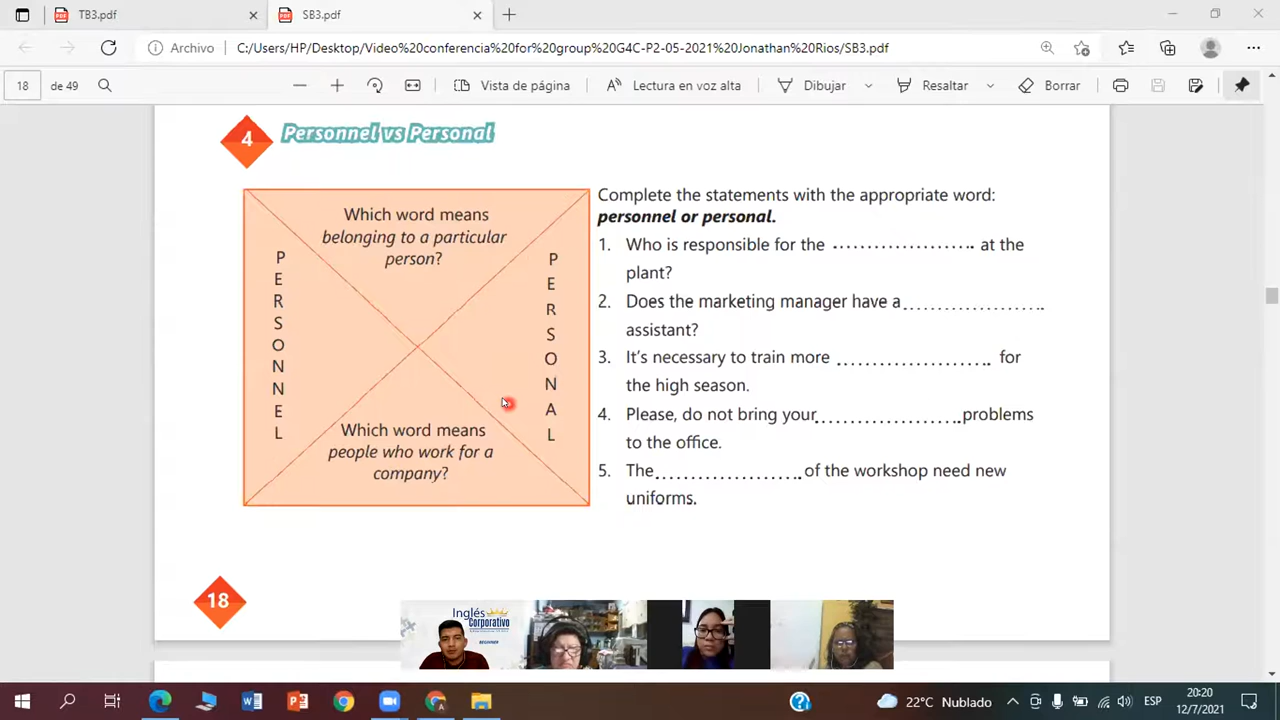 TB3.pdf
SB3.pdf
Archivo
C:/Users/HP/Desktop/Video%20conferencia%20for%20group%20G4C-P2-05-2021%20Jonathan%20Rios/SB3.pdf
18
de 49
Vista de página
Lectura en voz alta
Dibujar
Resaltar
Borrar
4
Personnel vs Personal
Which word means
belonging to a particular
person?
PERSONNEL
PERSONAL
Which word means
people who work for a
company?
Complete the statements with the appropriate word:
personnel or personal.
1. Who is responsible for the ........................ at the
plant?
2. Does the marketing manager have a ........................
assistant?
3. It's necessary to train more ........................ for
the high season.
4. Please, do not bring your ........................ problems
to the office.
5. The ........................ of the workshop need new
uniforms.
18
Inglés
Corporativo
BEGINNER
22°C Nublado
ESP
20:20
12/7/2021